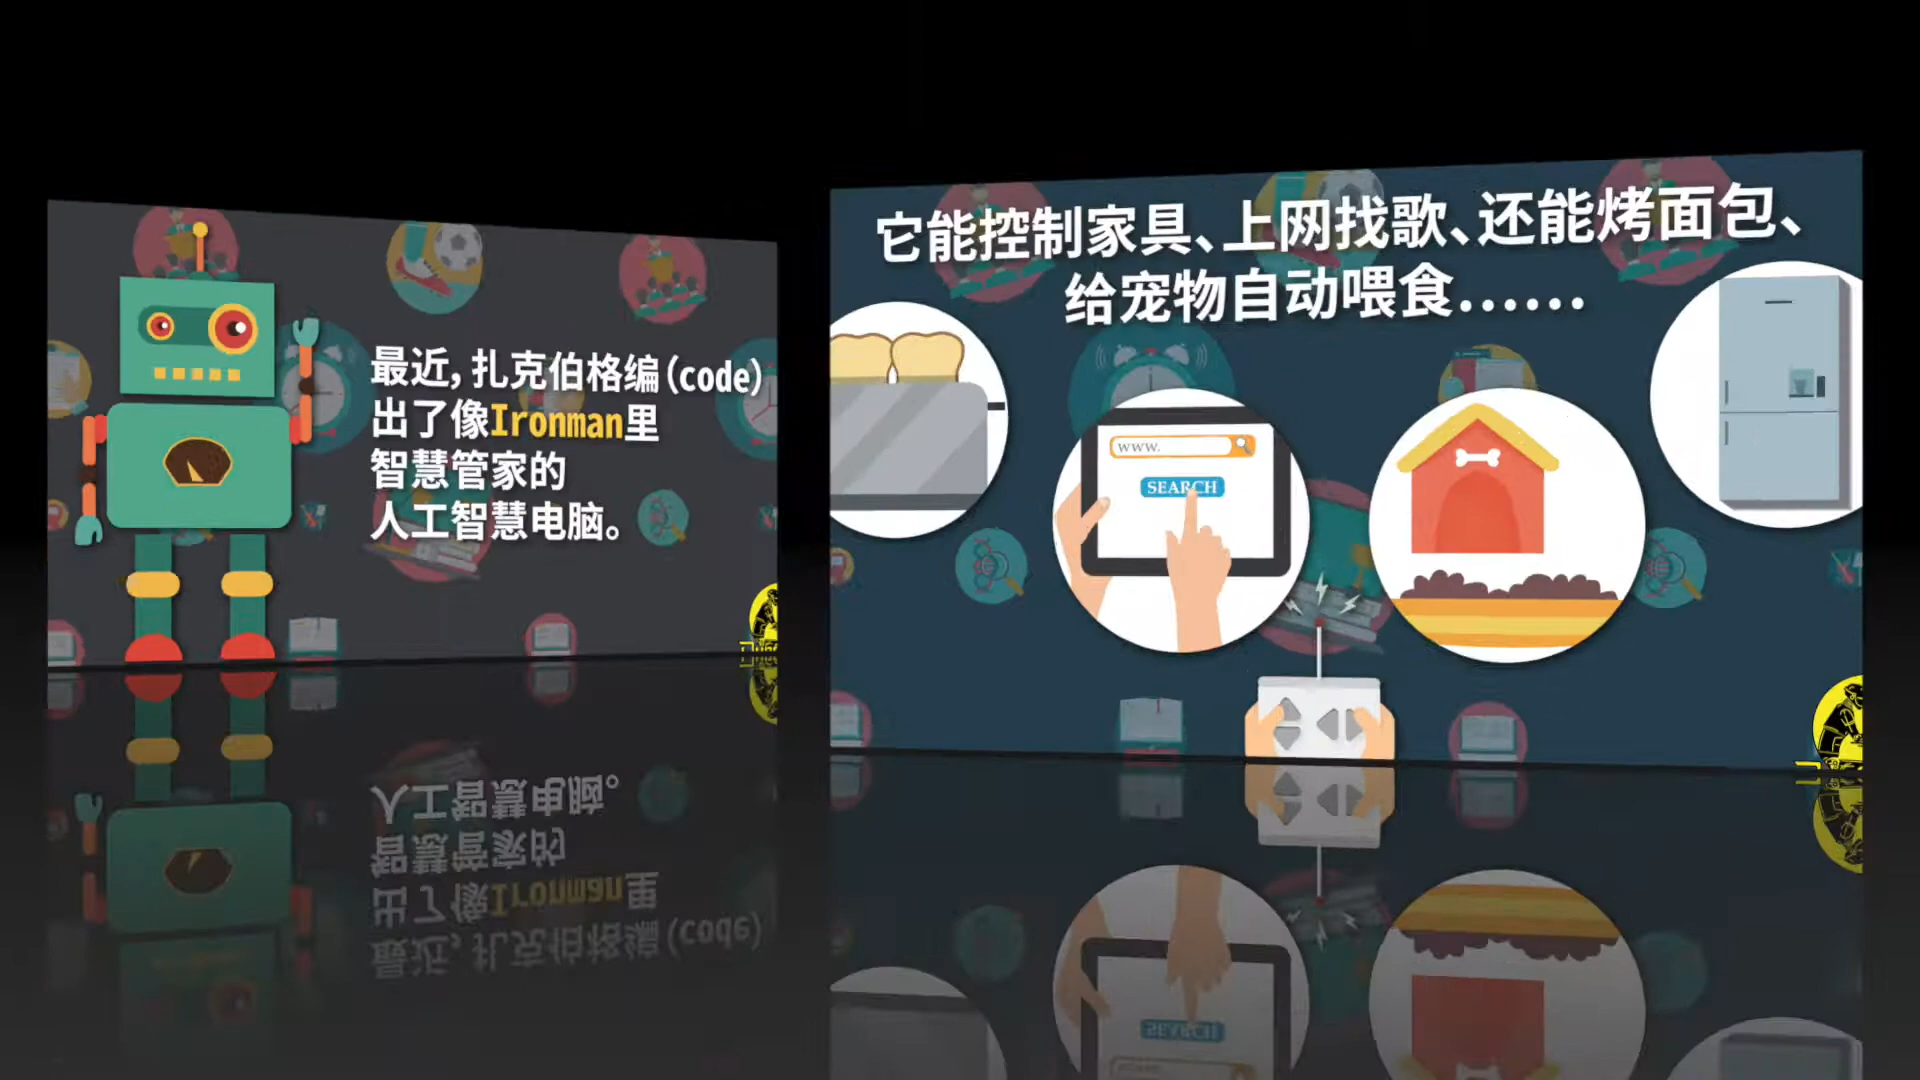 最近，扎克伯格编(code)
出了像Ironman里
智慧管家的
人工智慧电脑。
它能控制家具、上网找歌、还能烤面包、
给宠物自动喂食……
www.
SEARCH